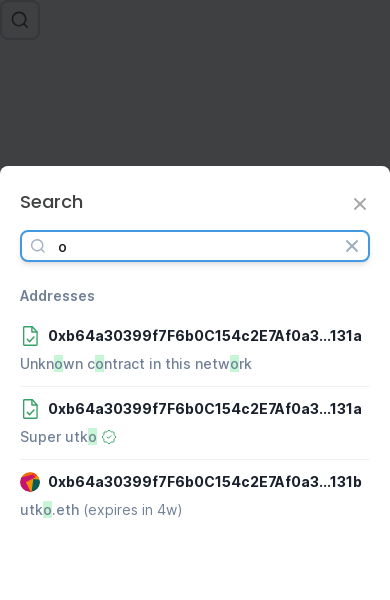 Search
o
Addresses
0xb64a30399f7F6b0C154c2E7Af0a3...131a
Unknown contract in this network
0xb64a30399f7F6b0C154c2E7Af0a3...131a
Super utko
0xb64a30399f7F6b0C154c2E7Af0a3...131b
utko.eth (expires in 4w)